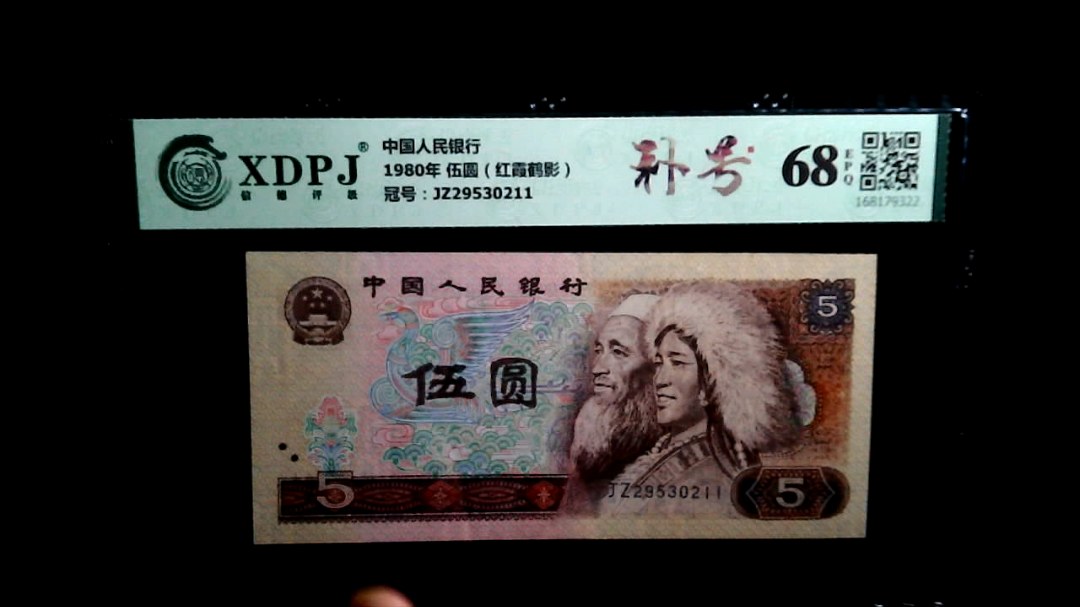 XDPJ®
信德评级
中国人民银行
1980年 伍圆（红霞鹤影）
冠号：JZ29530211
补号
68
EPQ
168179322
中国人民银行
5
伍圆
5
JZ29530211
5